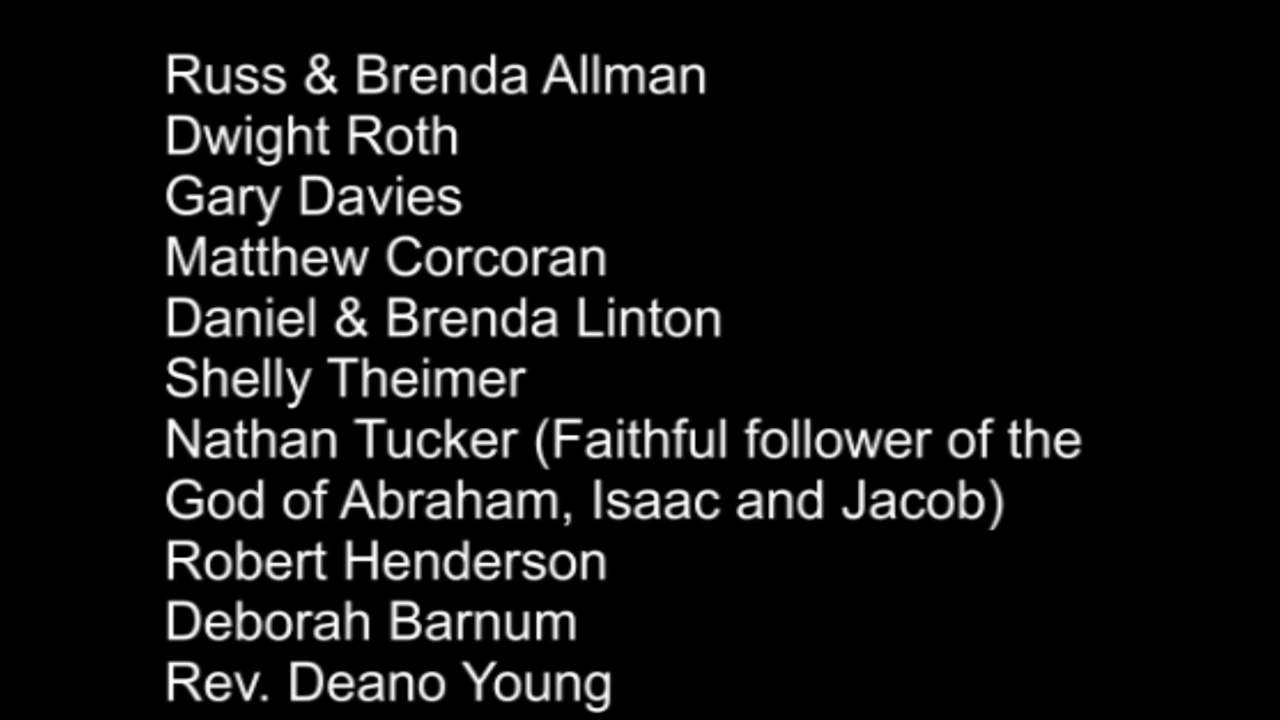 Russ & Brenda Allman
Dwight Roth
Gary Davies
Matthew Corcoran
Daniel & Brenda Linton
Shelly Theimer
Nathan Tucker (Faithful follower of the
God of Abraham, Isaac and Jacob)
Robert Henderson
Deborah Barnum
Rev. Deano Young